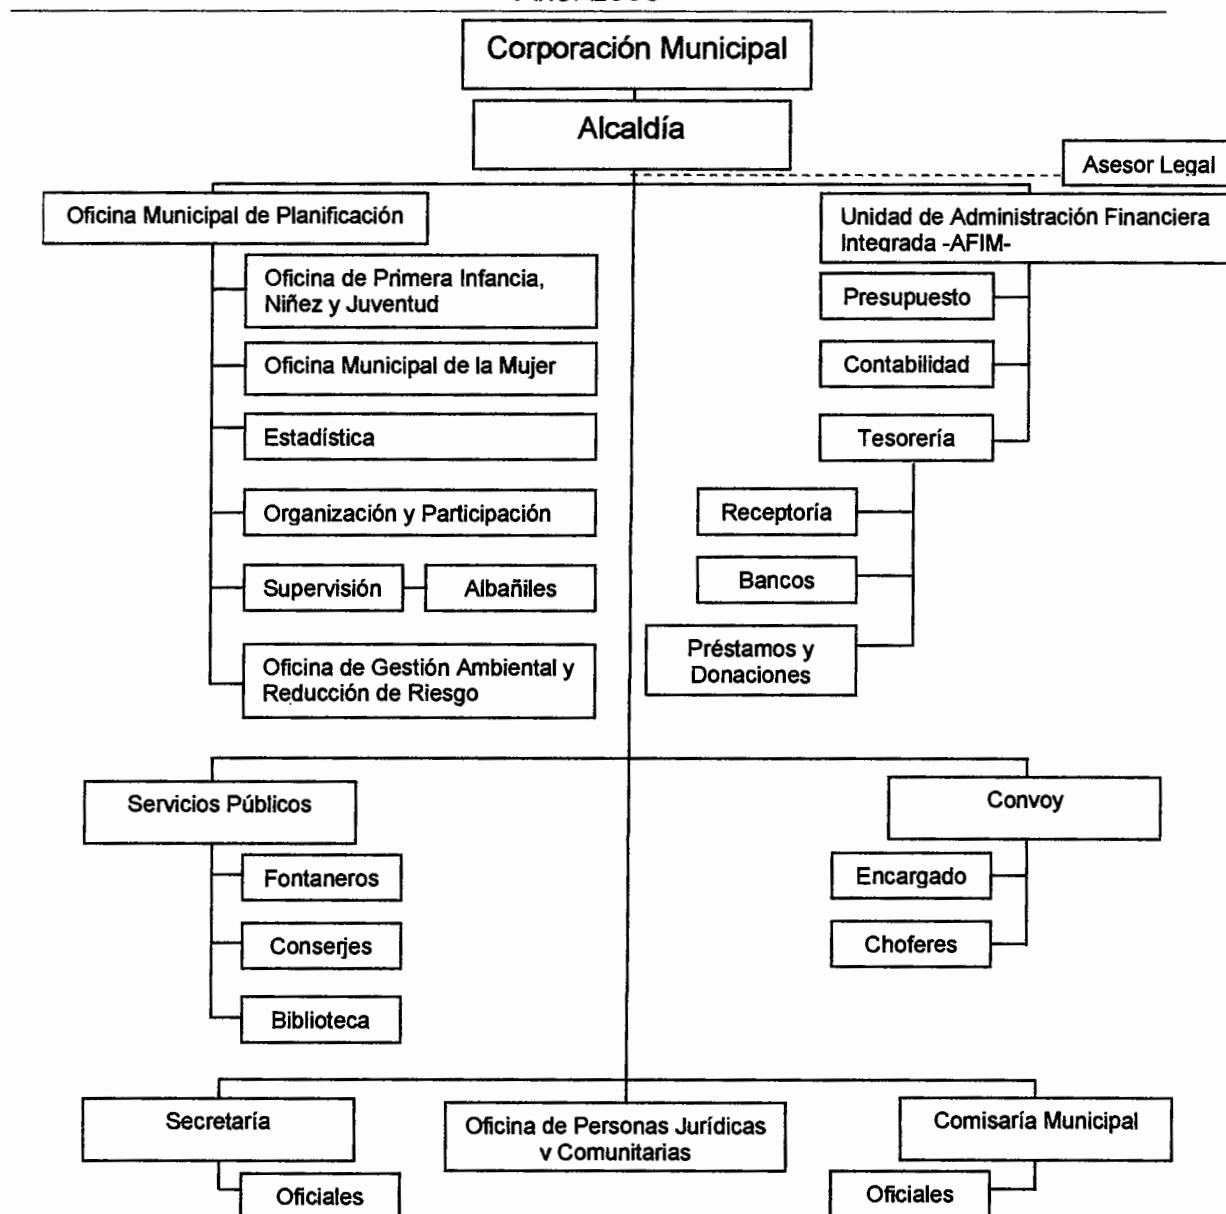 Corporación Municipal
Alcaldía
Asesor Legal
Oficina Municipal de Planificación
Unidad de Administración Financiera
Integrada -AFIM-
Oficina de Primera Infancia,
Niñez y Juventud
Oficina Municipal de la Mujer
Estadística
Organización y Participación
Supervisión
Albañiles
Oficina de Gestión Ambiental y
Reducción de Riesgo
Presupuesto
Contabilidad
Tesorería
Receptoría
Bancos
Préstamos y
Donaciones
Servicios Públicos
Fontaneros
Conserjes
Biblioteca
Convoy
Encargado
Choferes
Secretaría
Oficiales
Oficina de Personas Jurídicas
y Comunitarias
Comisaría Municipal
Oficiales